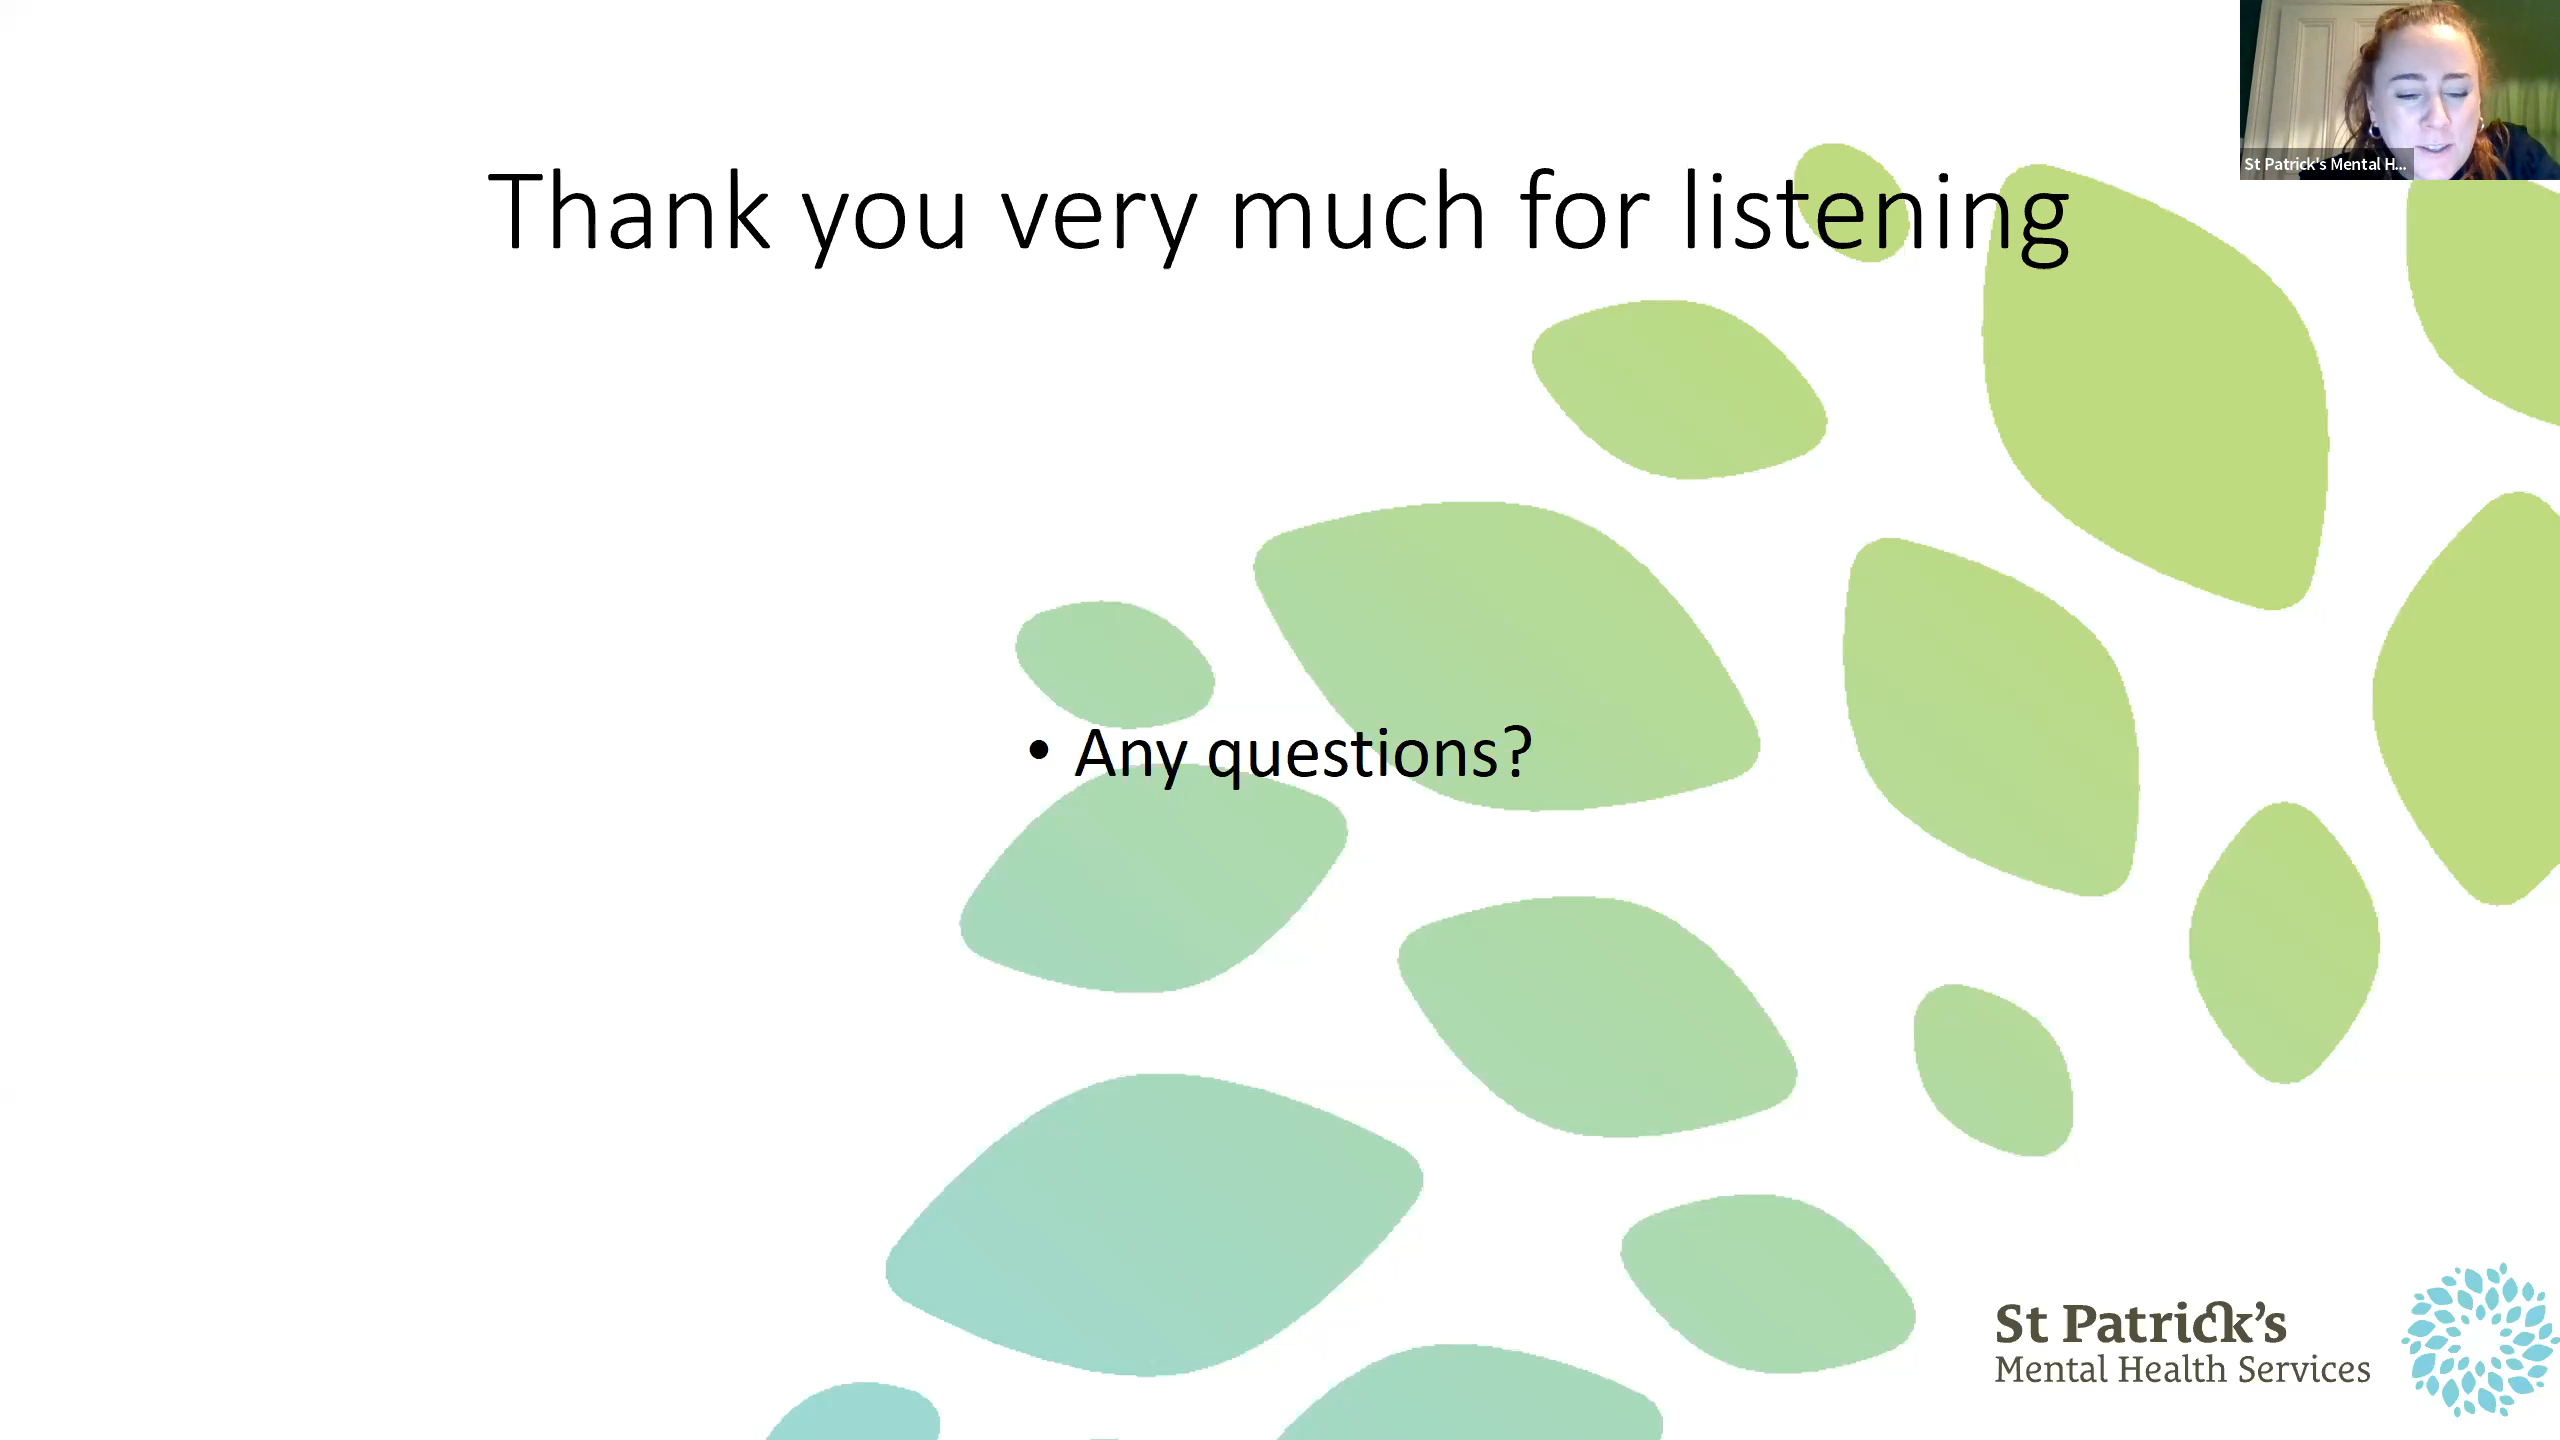 St Patrick's Mental H...
Thank you very much for listening
• Any questions?
St Patrick's
Mental Health Services